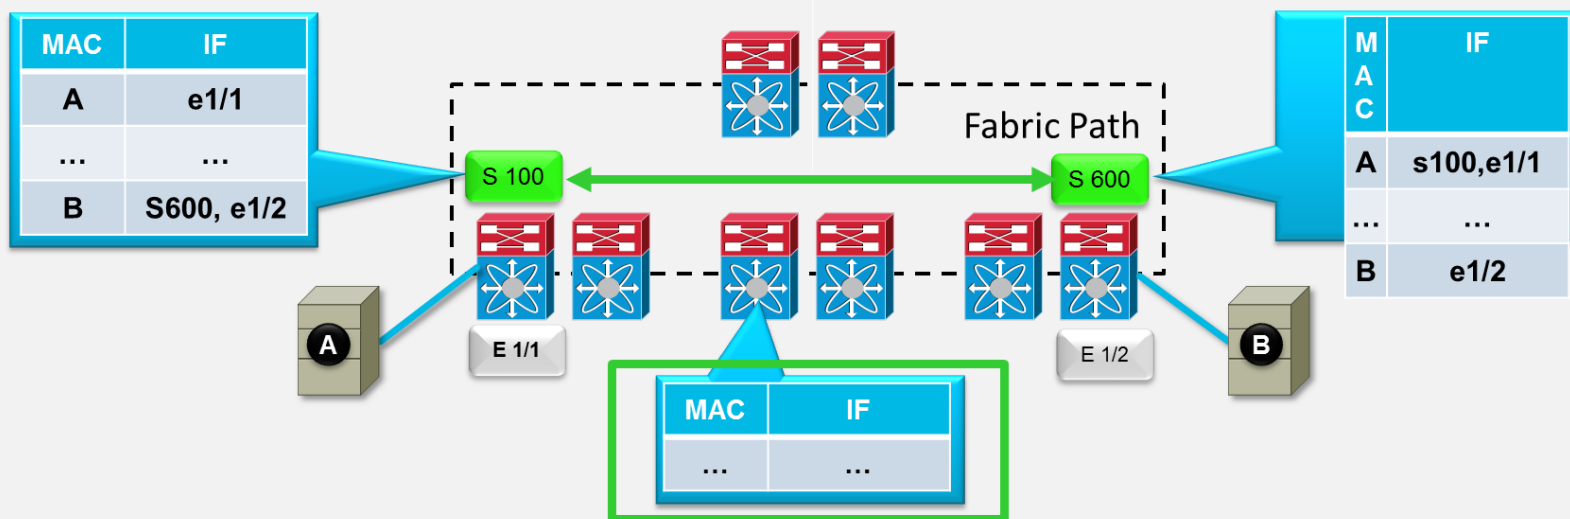 MAC IF
A e1/1
... ...
B S600, e1/2
Fabric Path
S 100
S 600
M
A
C
IF
A s100,e1/1
... ...
B e1/2
A
E 1/1
E 1/2
B
MAC IF
... ...